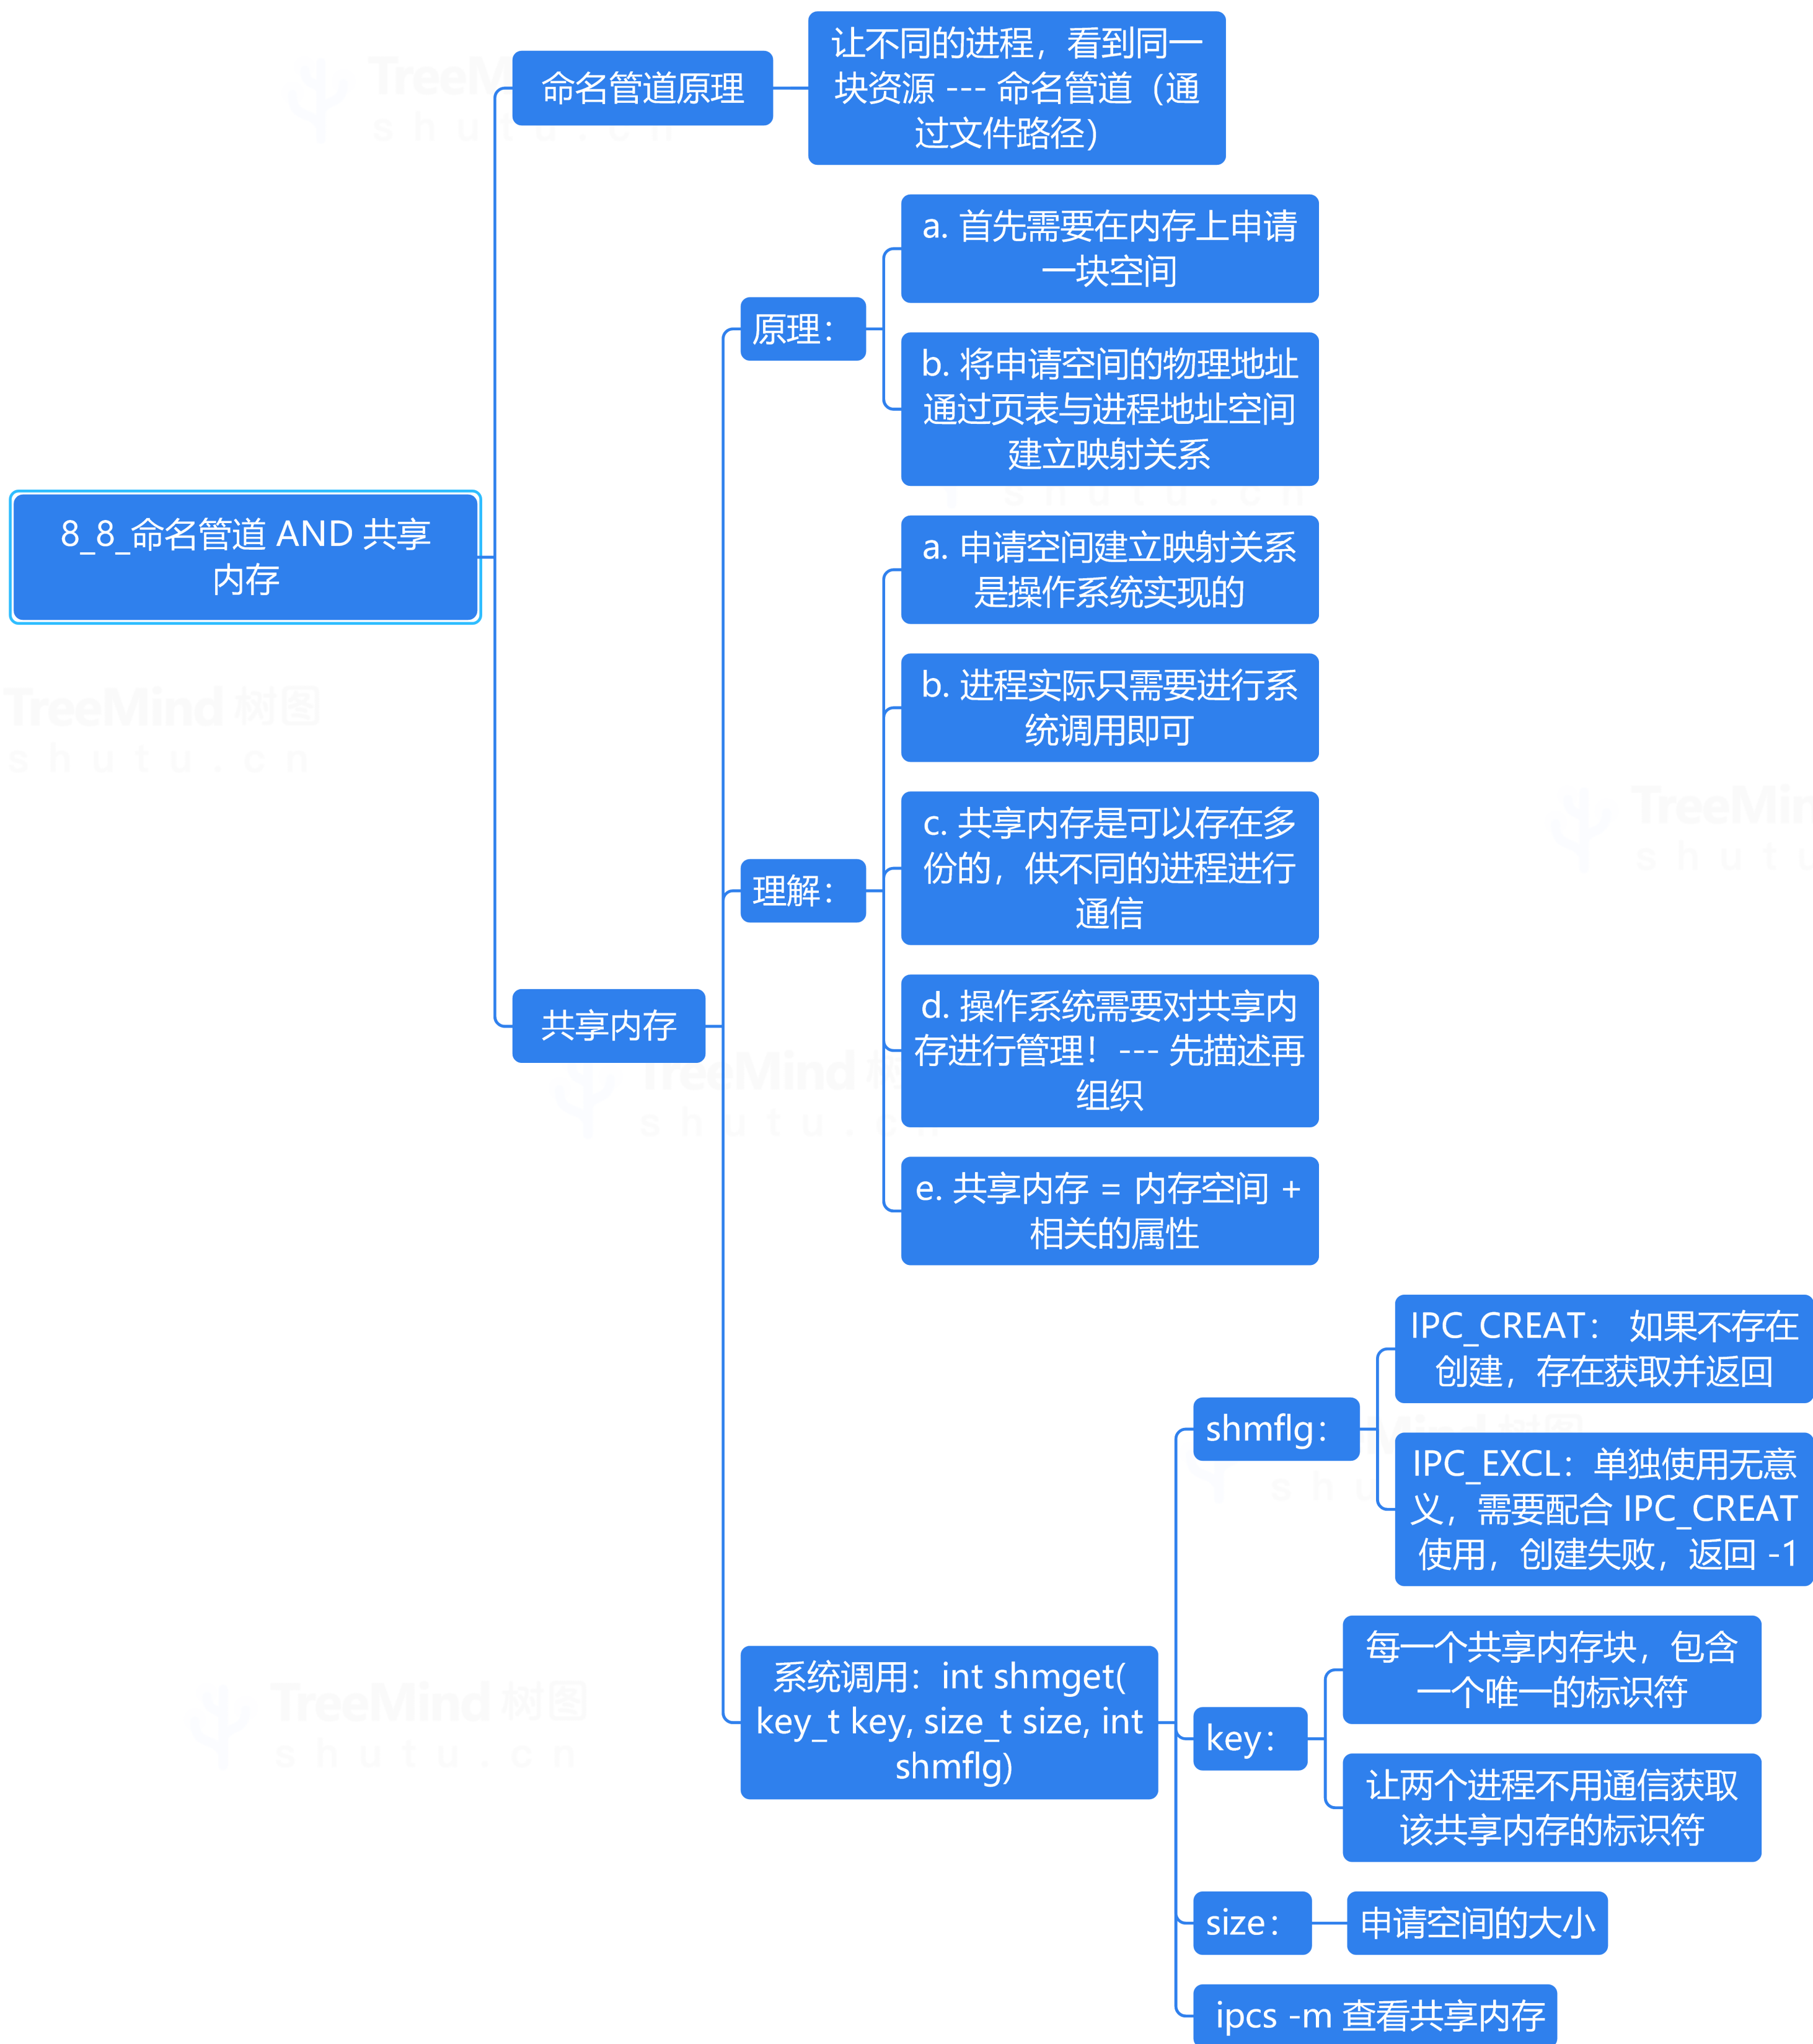 命名管道原理
让不同的进程，看到同一
块资源 --- 命名管道（通
过文件路径）
8_8_命名管道 AND 共享
内存
共享内存
原理：
a. 首先需要在内存上申请
一块空间
b. 将申请空间的物理地址
通过页表与进程地址空间
建立映射关系
理解：
a. 申请空间建立映射关系
是操作系统实现的
b. 进程实际只需要进行系
统调用即可
c. 共享内存是可以存在多
份的，供不同的进程进行
通信
d. 操作系统需要对共享内
存进行管理！--- 先描述再
组织
e. 共享内存 = 内存空间 +
相关的属性
系统调用：int shmget(
key_t key, size_t size, int
shmflg)
shmflg：
IPC_CREAT： 如果不存在
创建，存在获取并返回
IPC_EXCL：单独使用无意
义，需要配合 IPC_CREAT
使用，创建失败，返回 -1
key：
每一个共享内存块，包含
一个唯一的标识符
让两个进程不用通信获取
该共享内存的标识符
size：
申请空间的大小
ipcs -m 查看共享内存
TreeMind 树图
shutu.cn
TreeMind 树图
shutu.cn